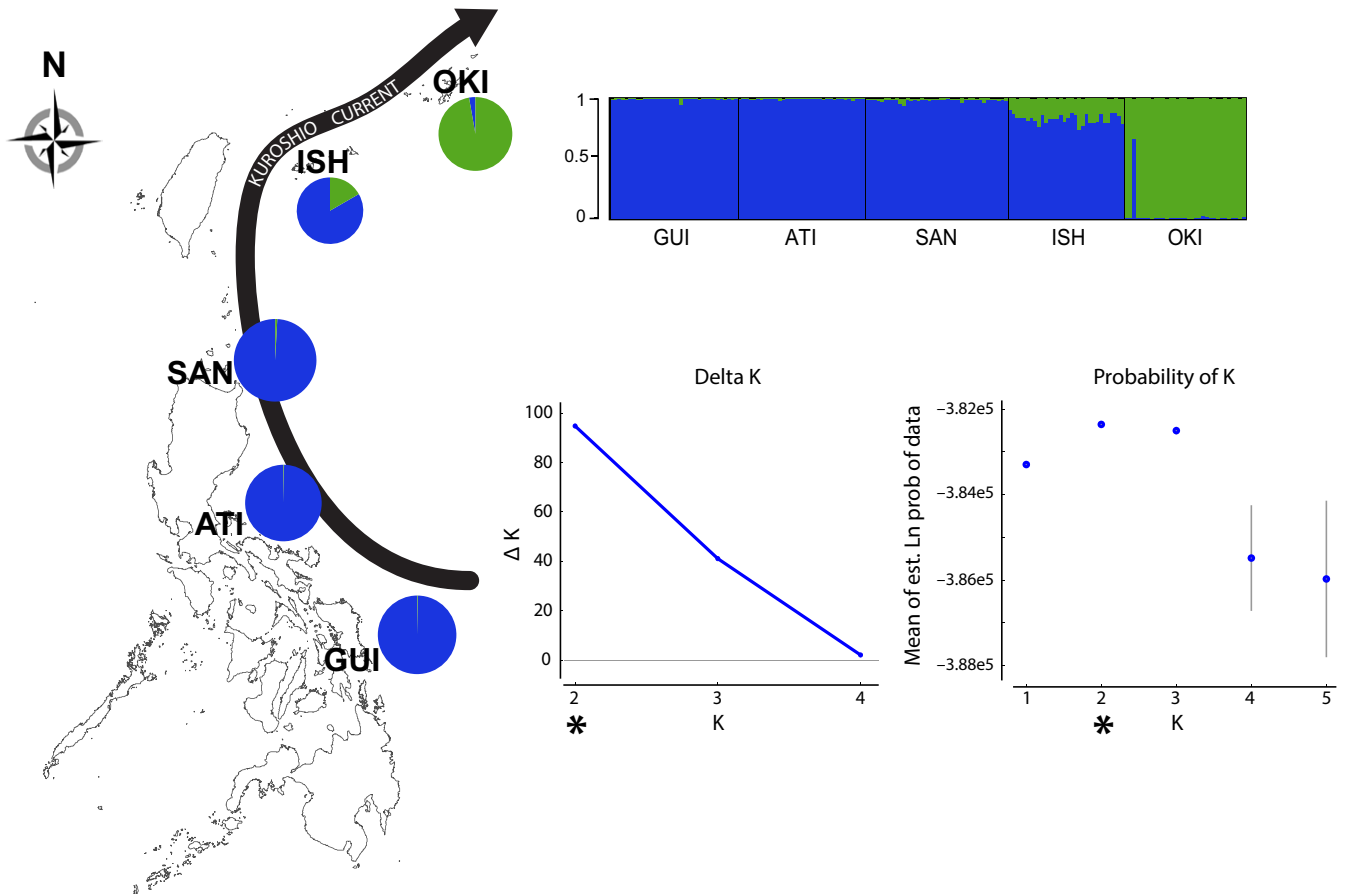 N
KUROSHIO CURRENT
OKI
ISH
SAN
ATI
GUI
1
0.5
0
GUI ATI SAN ISH OKI
Delta K
100
80
60
40
20
0
Δ K
2 3 4
* K
Probability of K
−3.82e5
−3.84e5
−3.86e5
−3.88e5
Mean of est. Ln prob of data
1 2 3 4 5
* K